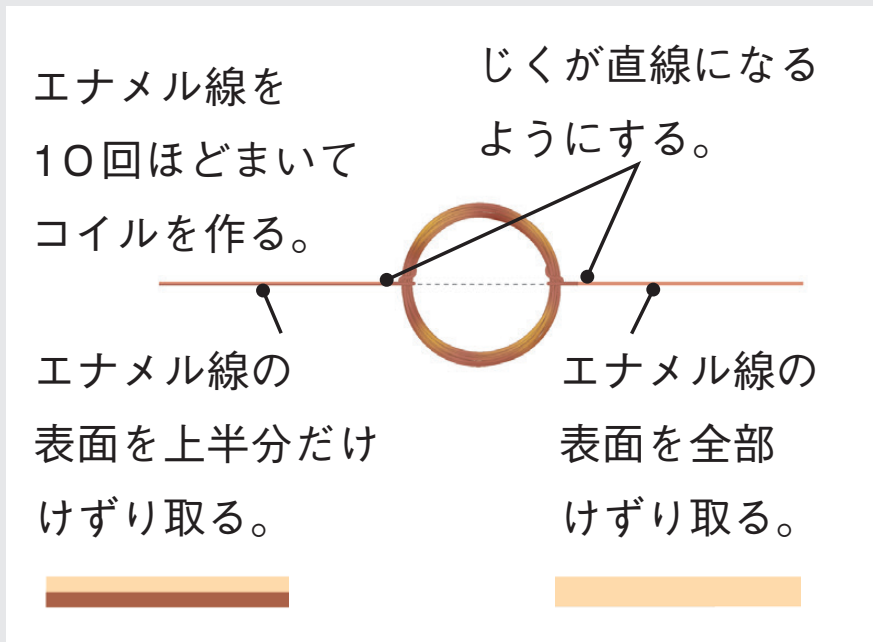 エナメル線を
10回ほどまいて
コイルを作る。
じくが直線になる
ようにする。
エナメル線の
表面を上半分だけ
けずり取る。
エナメル線の
表面を全部
けずり取る。